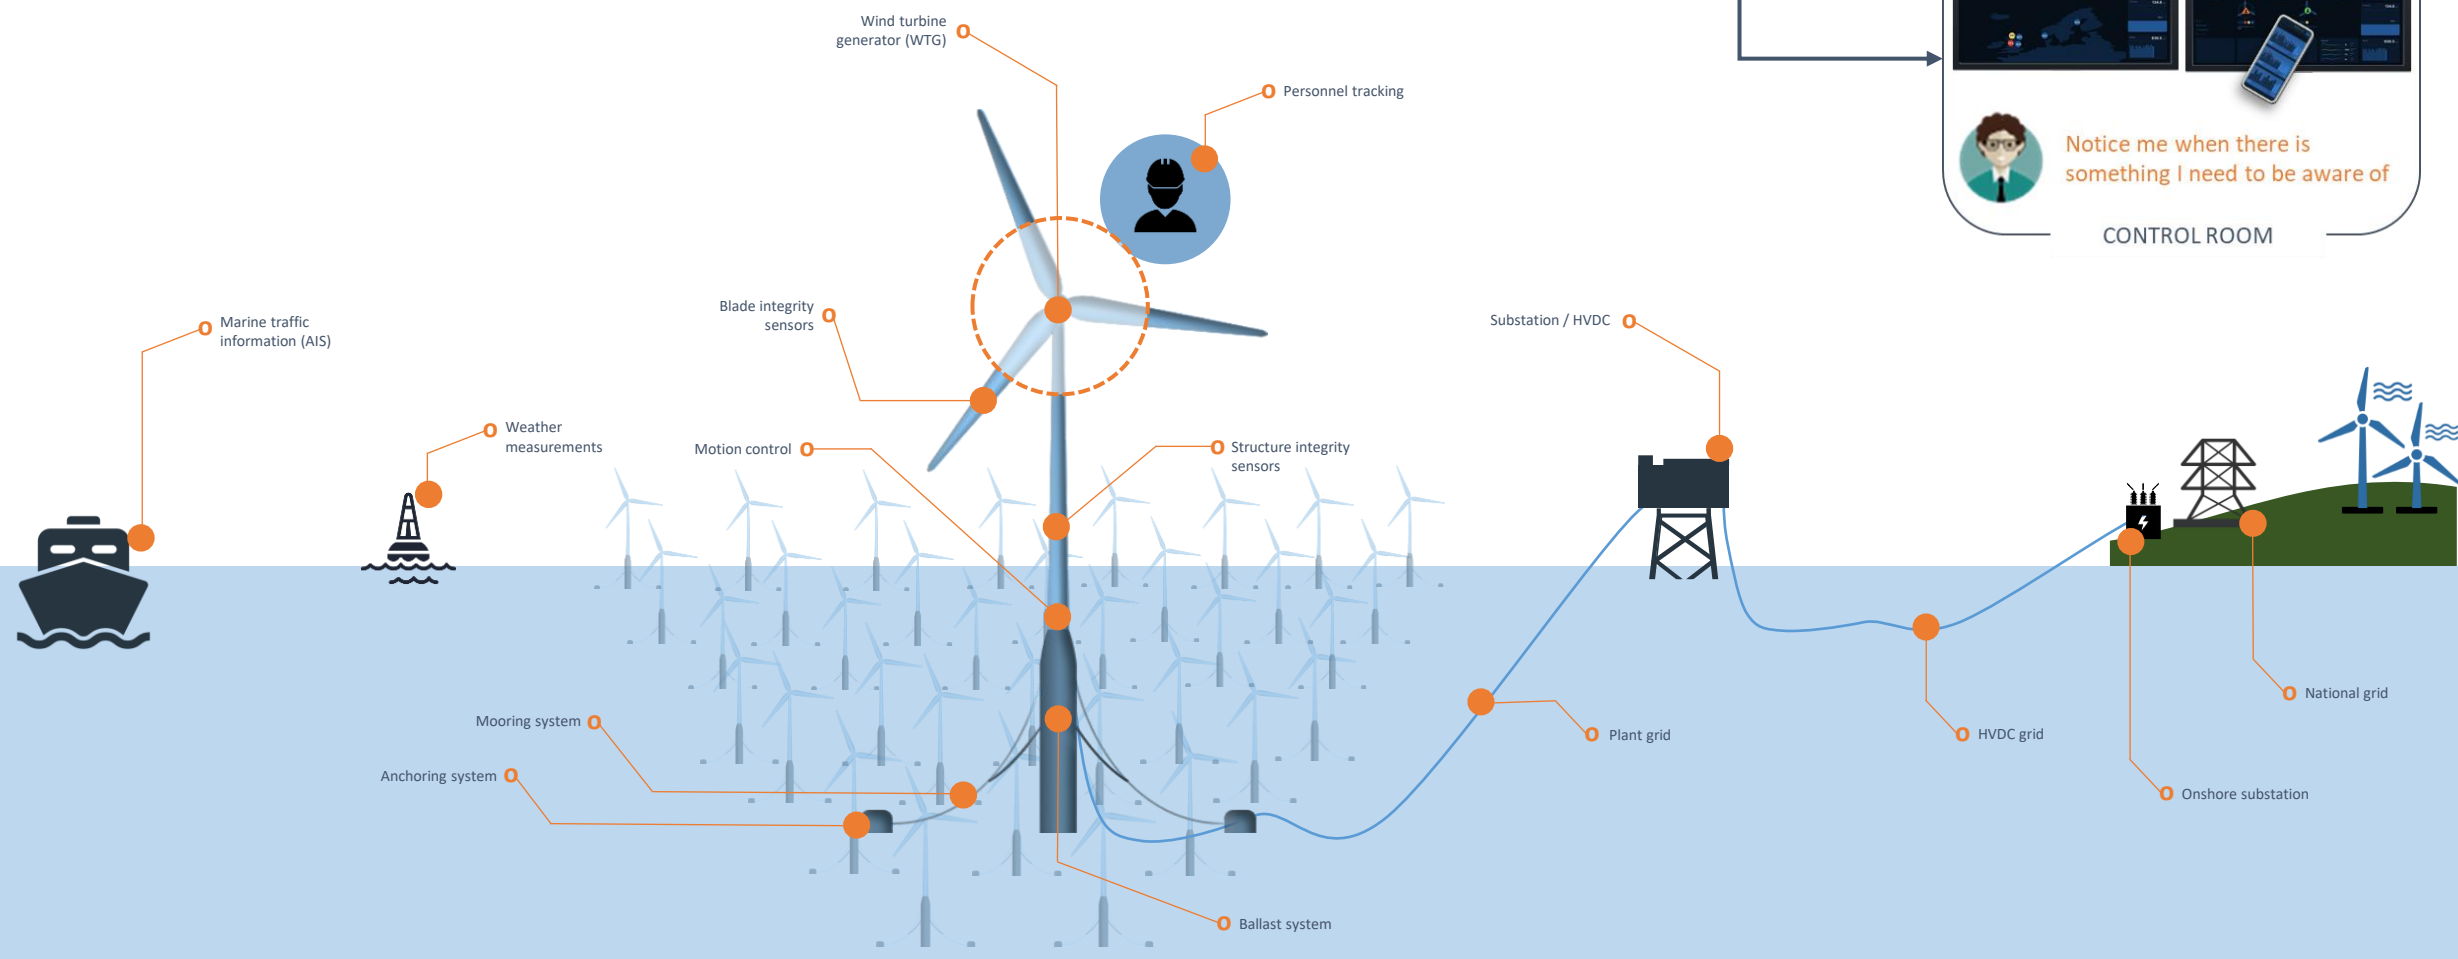 Wind turbine
generator (WTG)
Personnel tracking
Notice me when there is
something I need to be aware of
CONTROL ROOM
Marine traffic
information (AIS)
Blade integrity
sensors
Substation / HVDC
Weather
measurements
Motion control
Structure integrity
sensors
Mooring system
Anchoring system
Plant grid
HVDC grid
National grid
Onshore substation
Ballast system